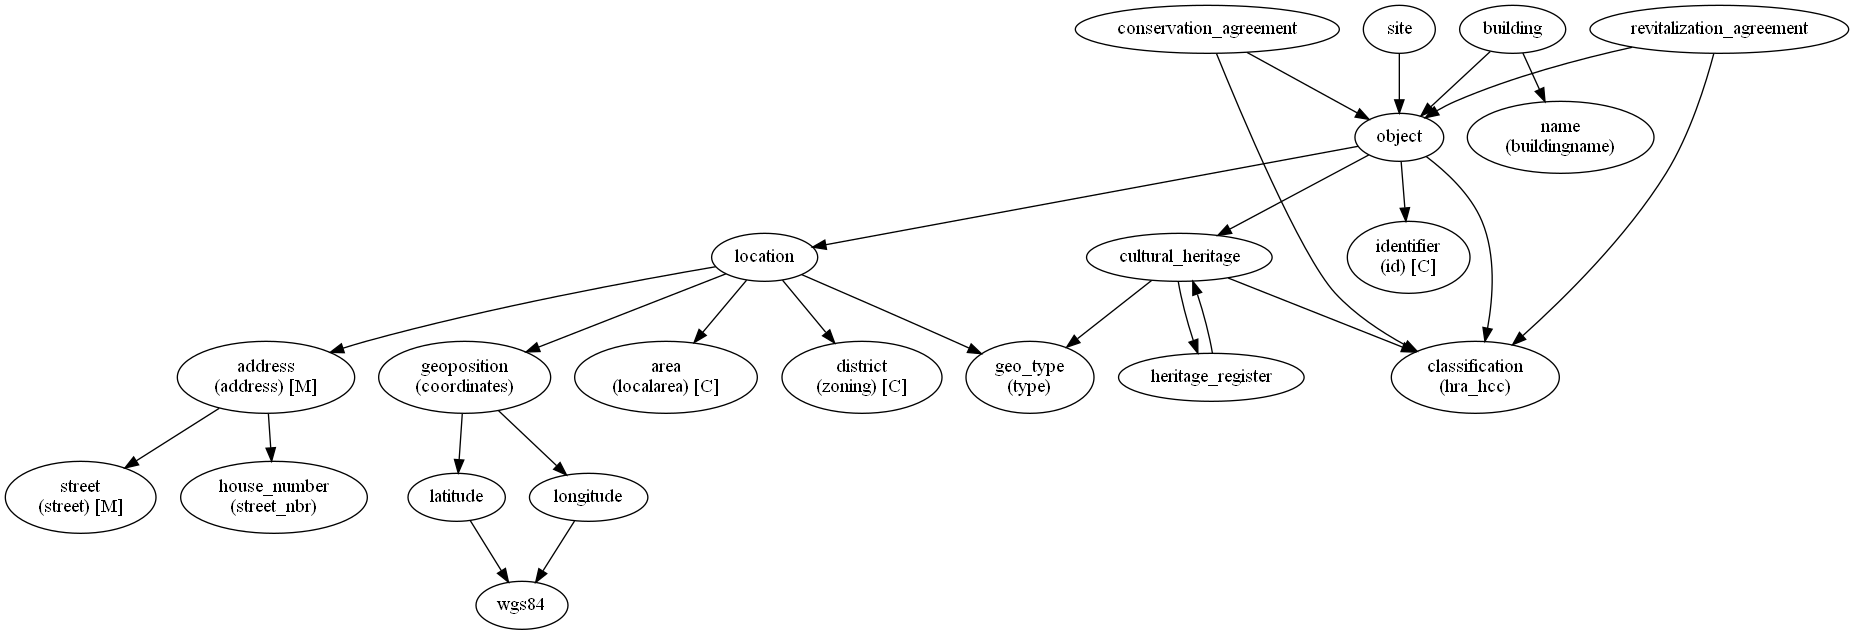 conservation_agreement
site
building
revitalization_agreement
object
name
(buildingname)
location
cultural_heritage
identifier
(id) [C]
address
(address) [M]
geoposition
(coordinates)
area
(localarea) [C]
district
(zoning) [C]
geo_type
(type)
heritage_register
classification
(hra_hcc)
street
(street) [M]
house_number
(street_nbr)
latitude
longitude
wgs84